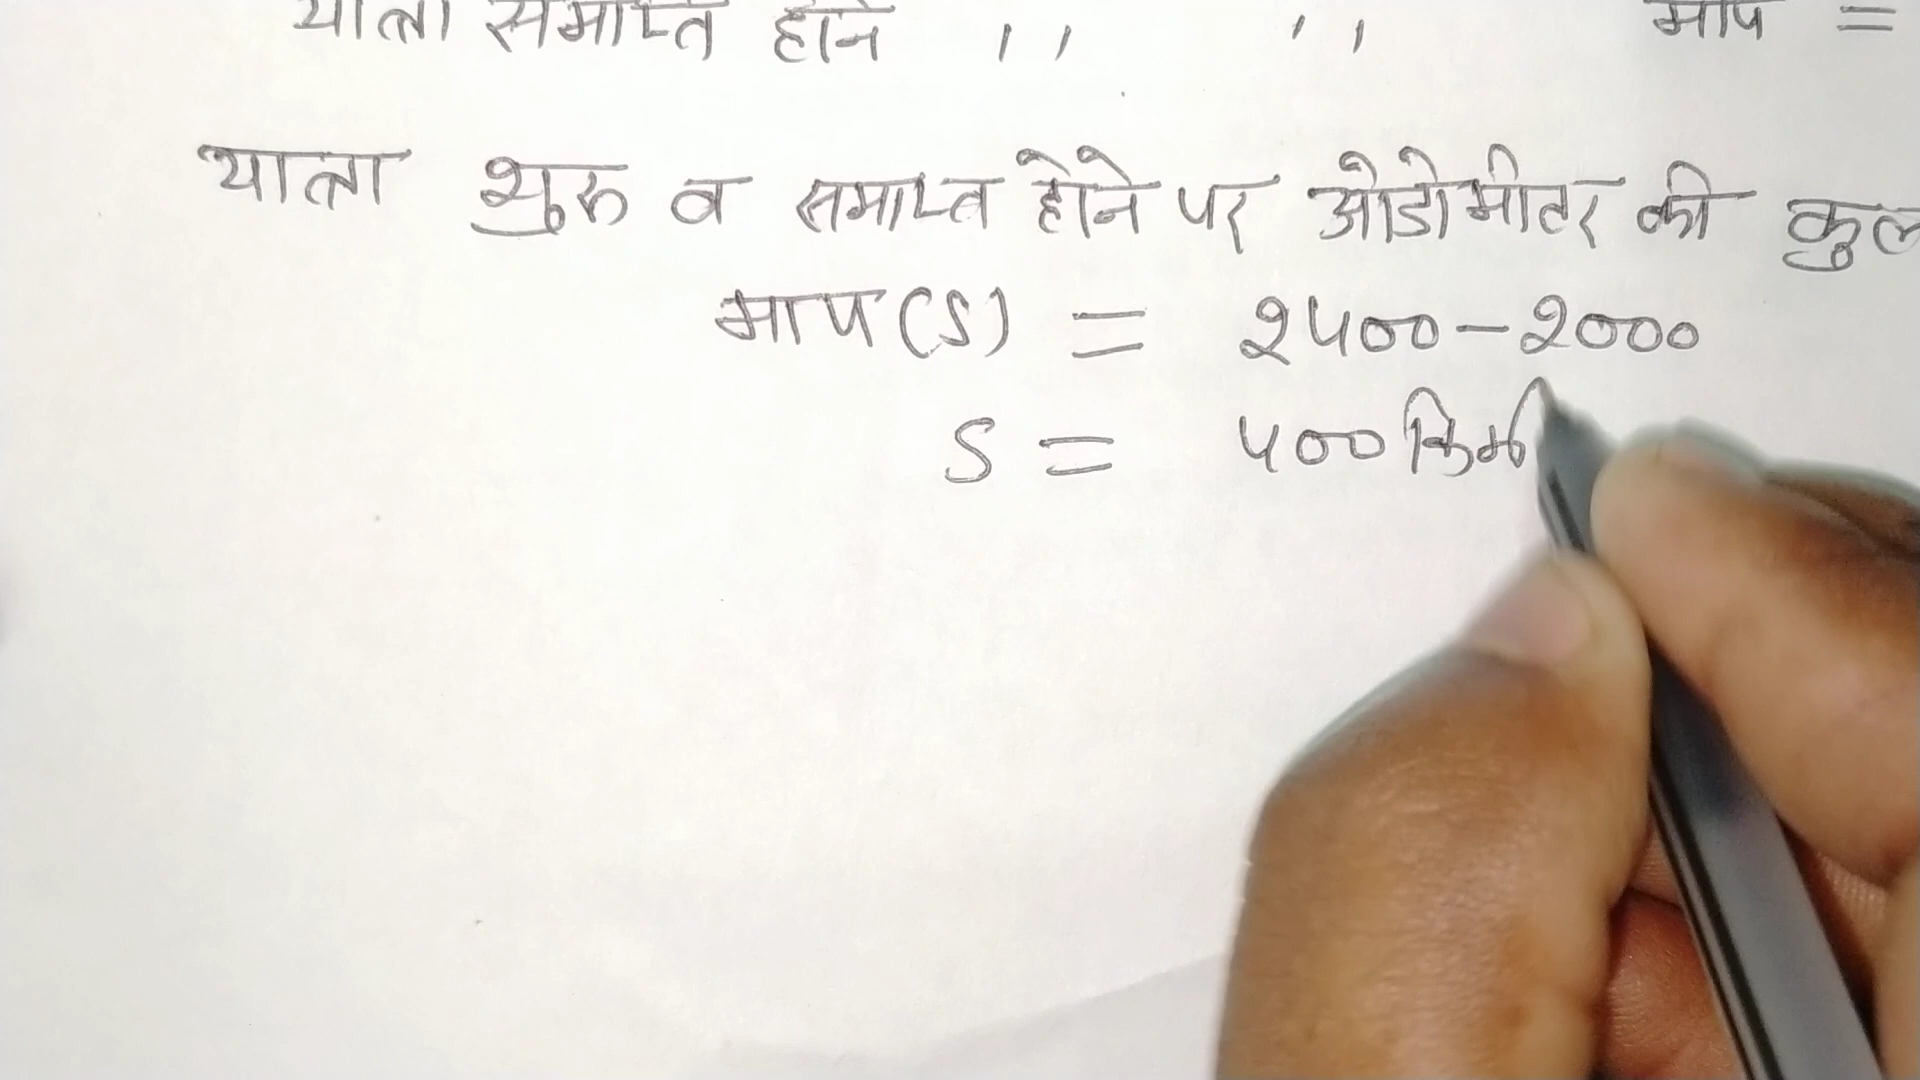 यात्रा समाप्त होने ,, ,, माप =
यात्रा शुरू व समाप्त होने पर ओडोमीटर की कुल
माप (S) = 2400 - 2000
S = 400 किमी